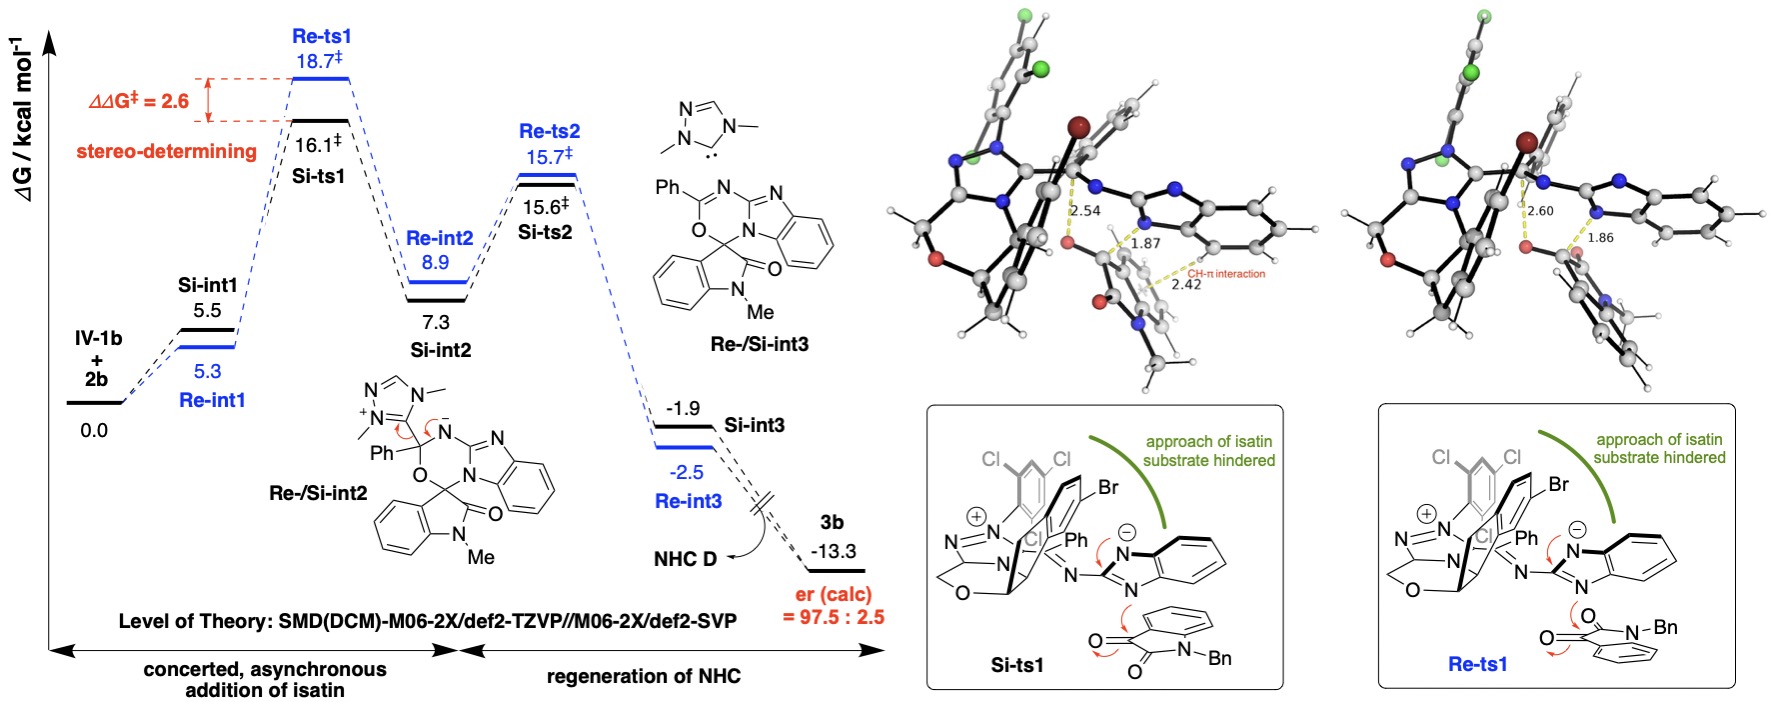 ΔG / kcal mol⁻¹
Re-ts1
18.7‡
ΔΔG‡ = 2.6
stereo-determining
16.1‡
Si-ts1
Re-ts2
15.7‡
15.6‡
Si-ts2
Re-int2
8.9
7.3
Si-int2
Si-int1
5.5
IV-1b
+
2b
5.3
Re-int1
0.0
N
N
N
Ph
N
N
O
N
O
N
Me
Re-/Si-int3
N
N
N
+
−
N
N
Ph
O
N
O
N
Me
Re-/Si-int2
-1.9
Si-int3
-2.5
Re-int3
NHC D
3b
-13.3
er (calc)
= 97.5 : 2.5
Level of Theory: SMD(DCM)-M06-2X/def2-TZVP//M06-2X/def2-SVP
concerted, asynchronous
addition of isatin
regeneration of NHC
2.54
1.87
CH-π interaction
2.42
2.60
1.86
approach of isatin
substrate hindered
Cl
Cl
Br
+
N
N
Cl
Ph
N
N
−
N
N
O
O
N
Bn
O
Si-ts1
approach of isatin
substrate hindered
Cl
Cl
Br
+
N
N
Cl
Ph
N
N
−
N
N
O
O
O
N
Bn
Re-ts1